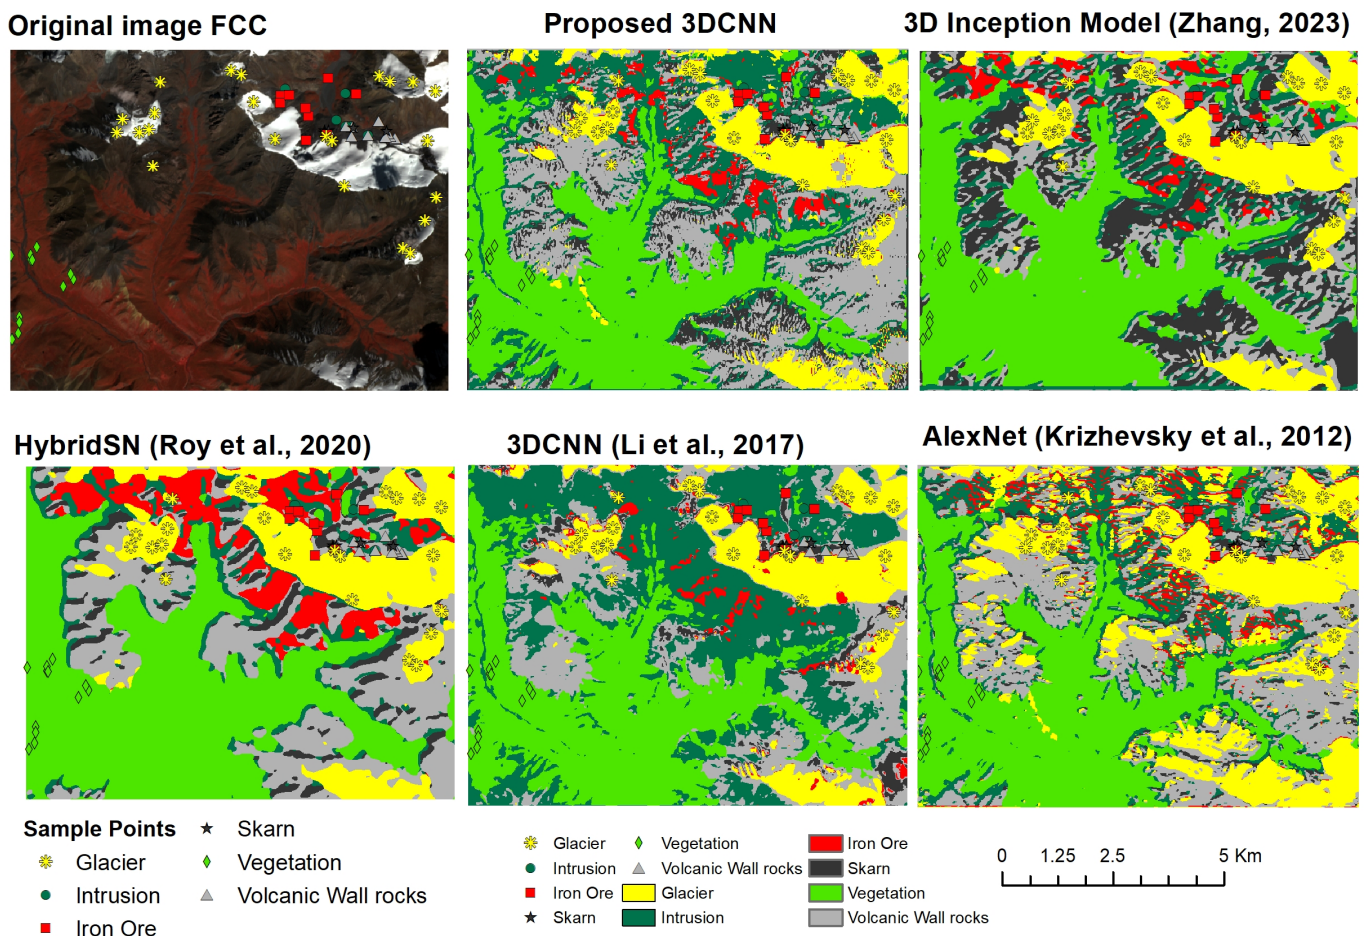 Original image FCC
Proposed 3DCNN
3D Inception Model (Zhang, 2023)
HybridSN (Roy et al., 2020)
3DCNN (Li et al., 2017)
AlexNet (Krizhevsky et al., 2012)
Sample Points
Glacier
Intrusion
Iron Ore
Skarn
Vegetation
Volcanic Wall rocks
Glacier
Intrusion
Iron Ore
Skarn
Vegetation
Volcanic Wall rocks
Glacier
Intrusion
Iron Ore
Skarn
Vegetation
Volcanic Wall rocks
0 1.25 2.5 5 Km